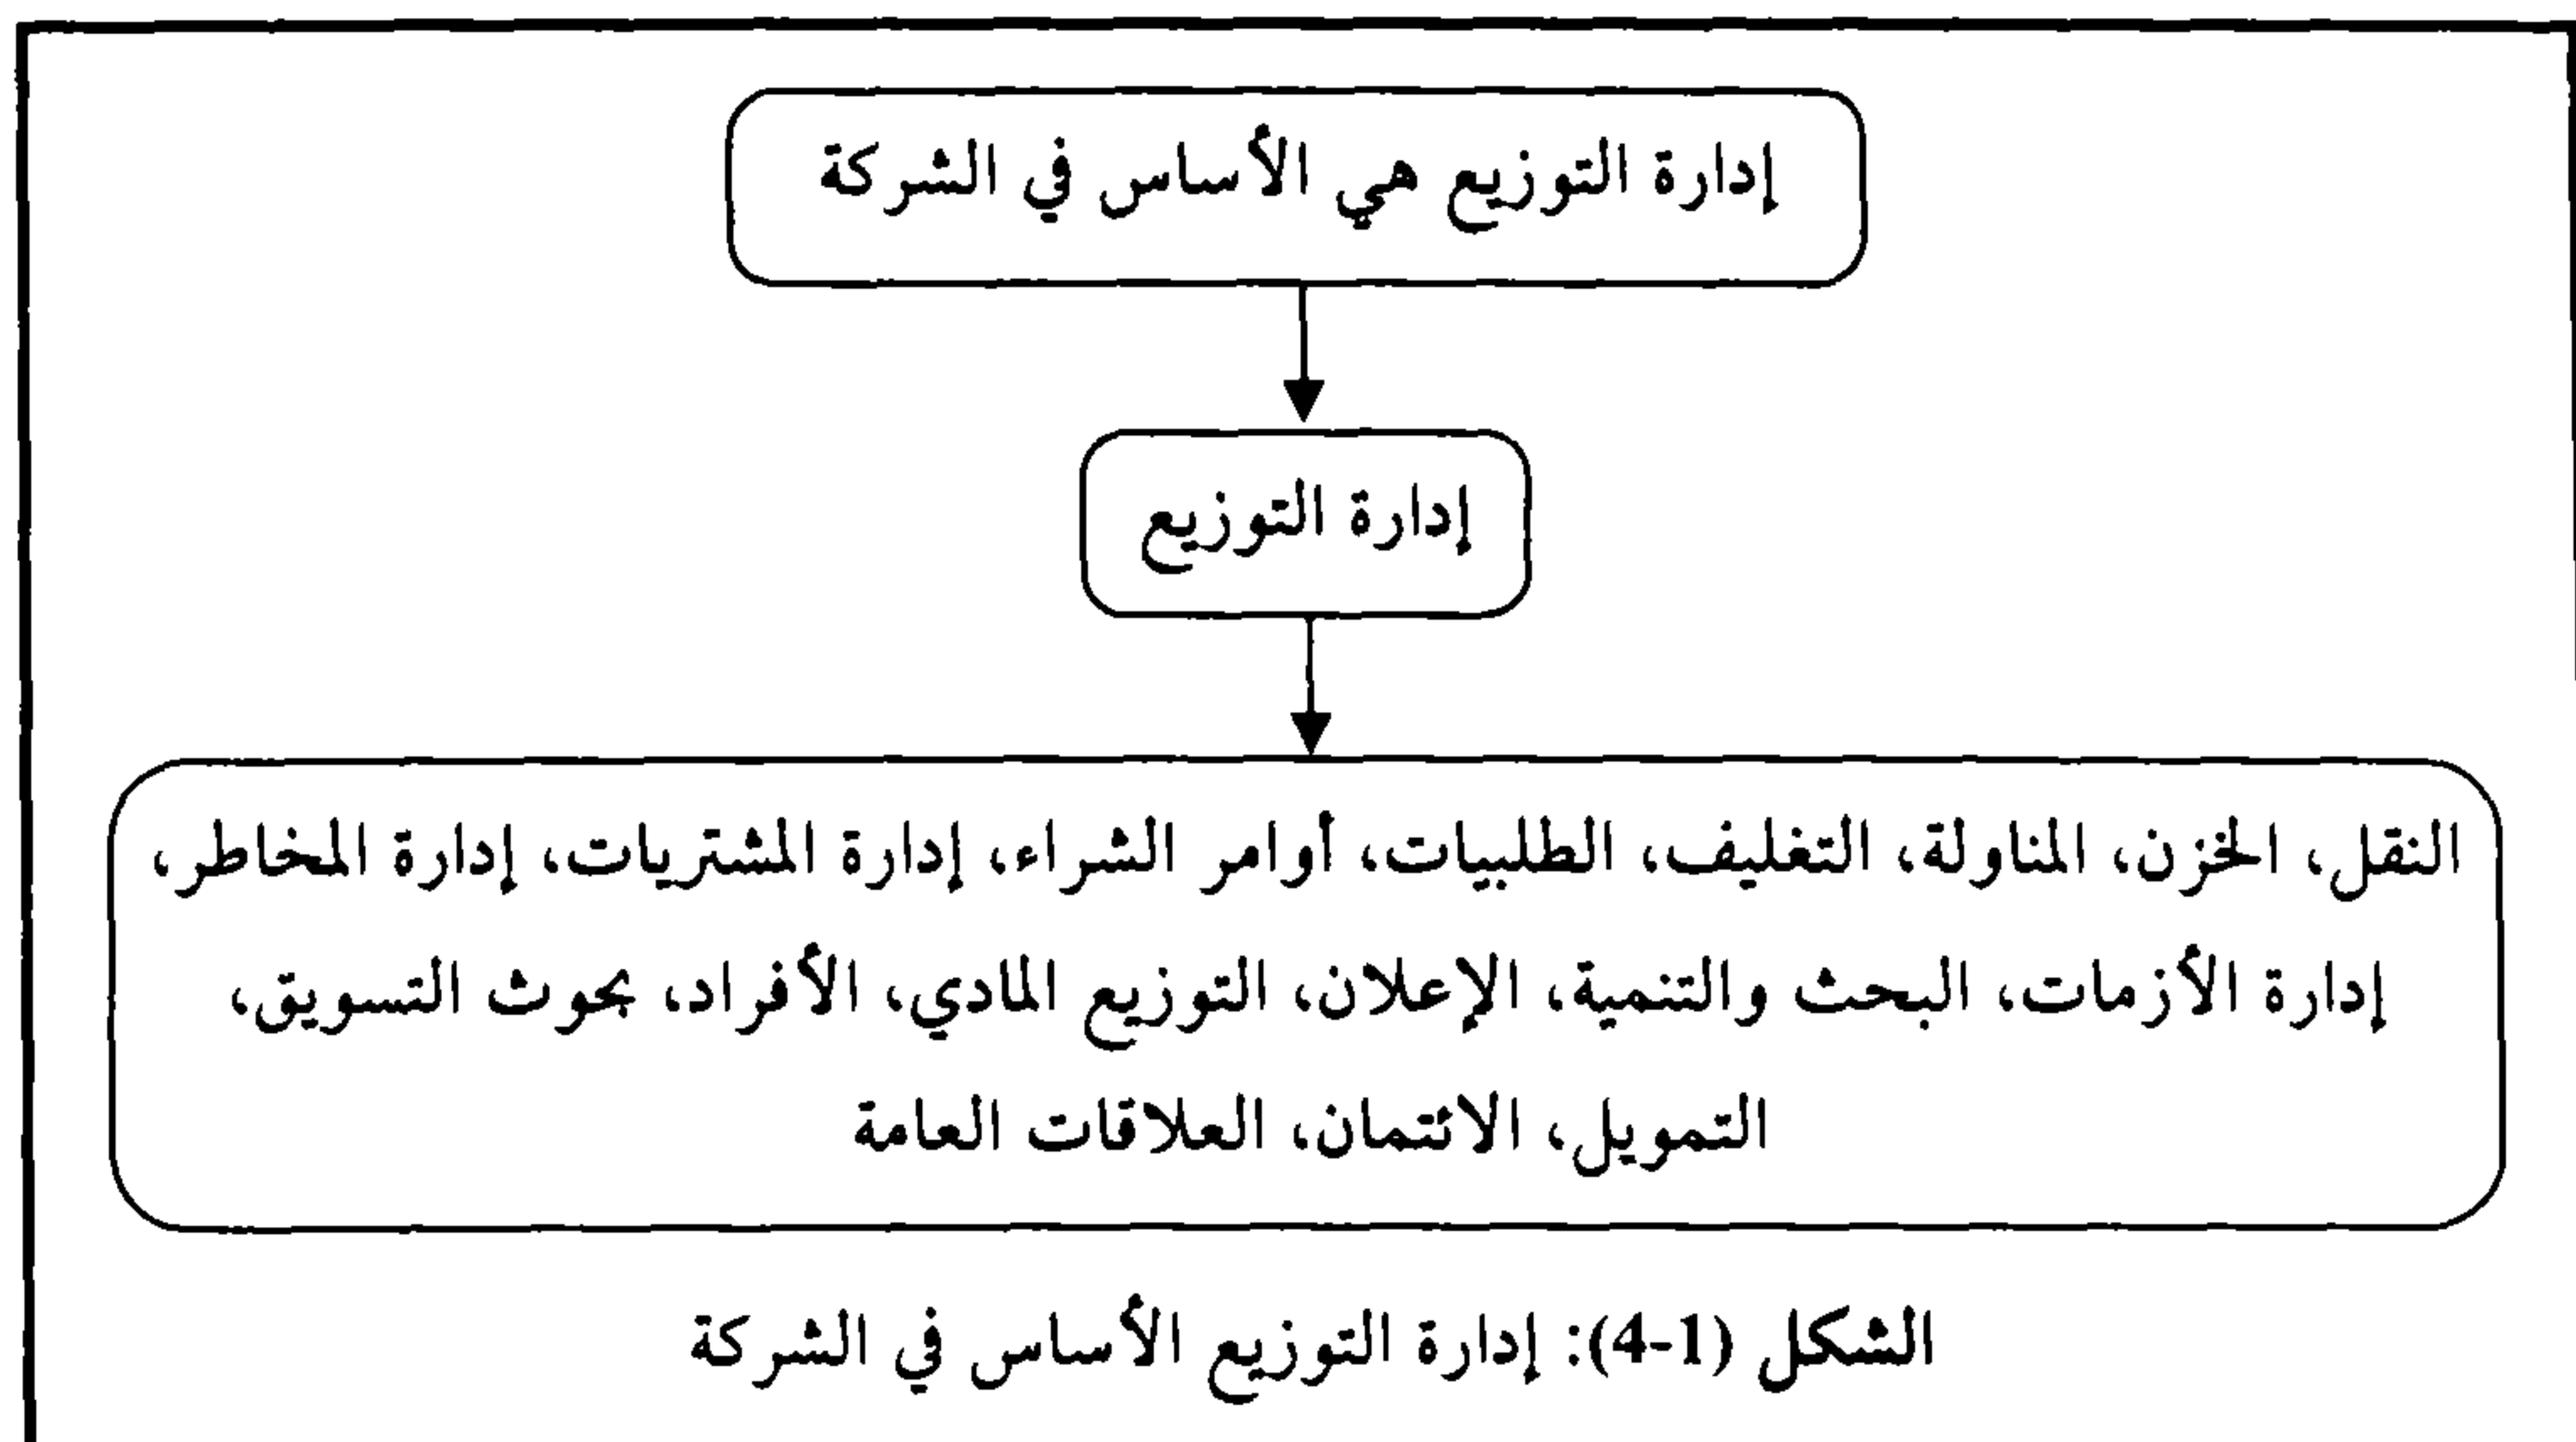 إدارة التوزيع هي الأساس في الشركة
إدارة التوزيع
النقل، الخزن، المناولة، التغليف، الطلبيات، أوامر الشراء، إدارة المشتريات، إدارة المخاطر،
إدارة الأزمات، البحث والتنمية، الإعلان، التوزيع المادي، الأفراد، بحوث التسويق،
التمويل، الائتمان، العلاقات العامة
الشكل (4-1): إدارة التوزيع الأساس في الشركة